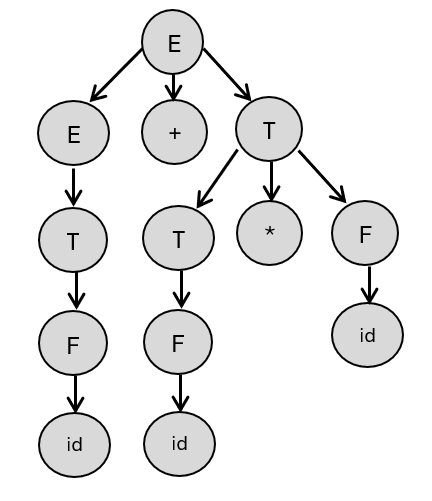 E
E + T
T T * F
F F id
id id